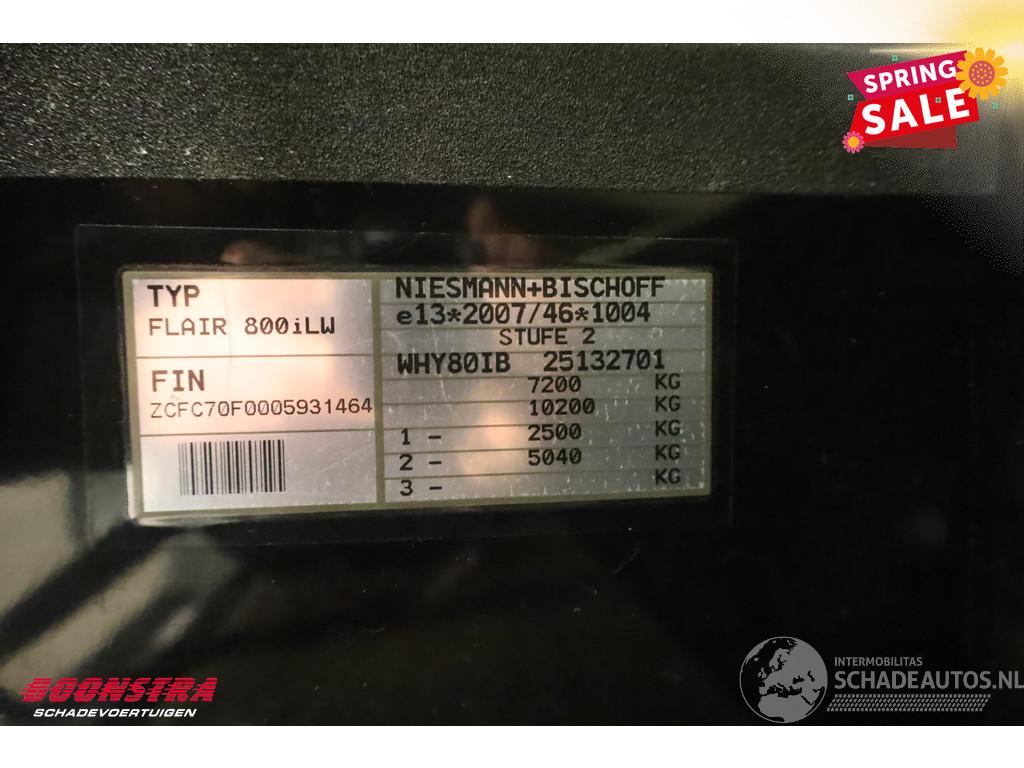 SPRING
SALE
TYP
FLAIR 800iLW
FIN
ZCFC70F0005931464
NIESMANN+BISCHOFF
e13*2007/46*1004
STUFE 2
WHY80IB 25132701
7200 KG
10200 KG
1 - 2500 KG
2 - 5040 KG
3 - KG
BOONSTRA
SCHADEVOERTUIGEN
INTERMOBILITAS
SCHADEAUTOS.NL